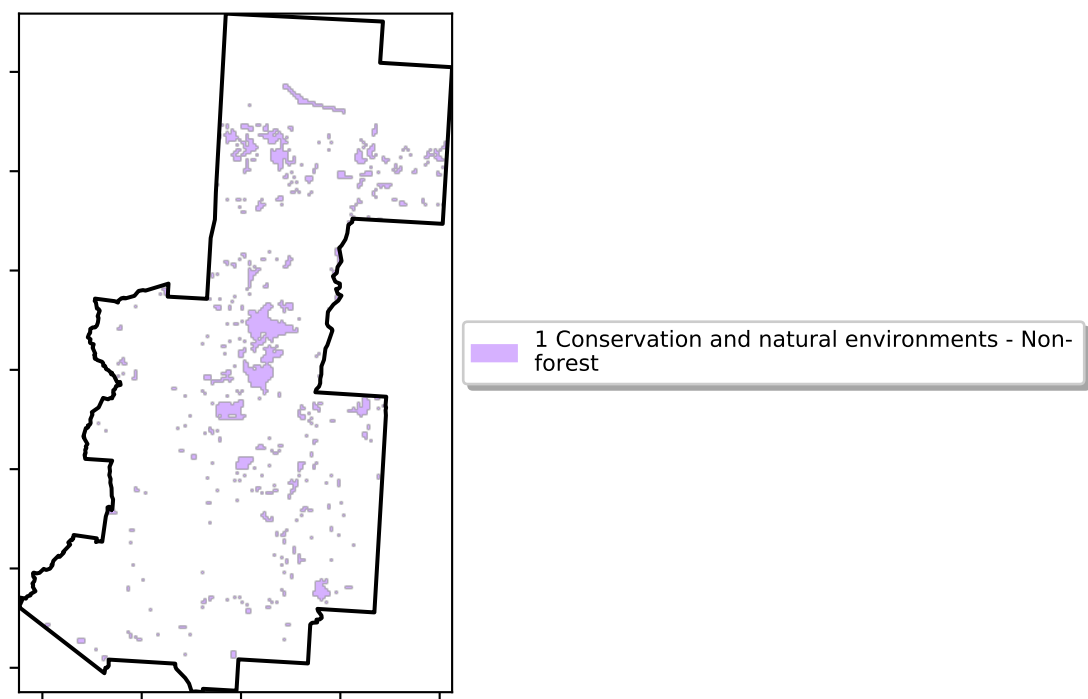 1 Conservation and natural environments - Non-
forest